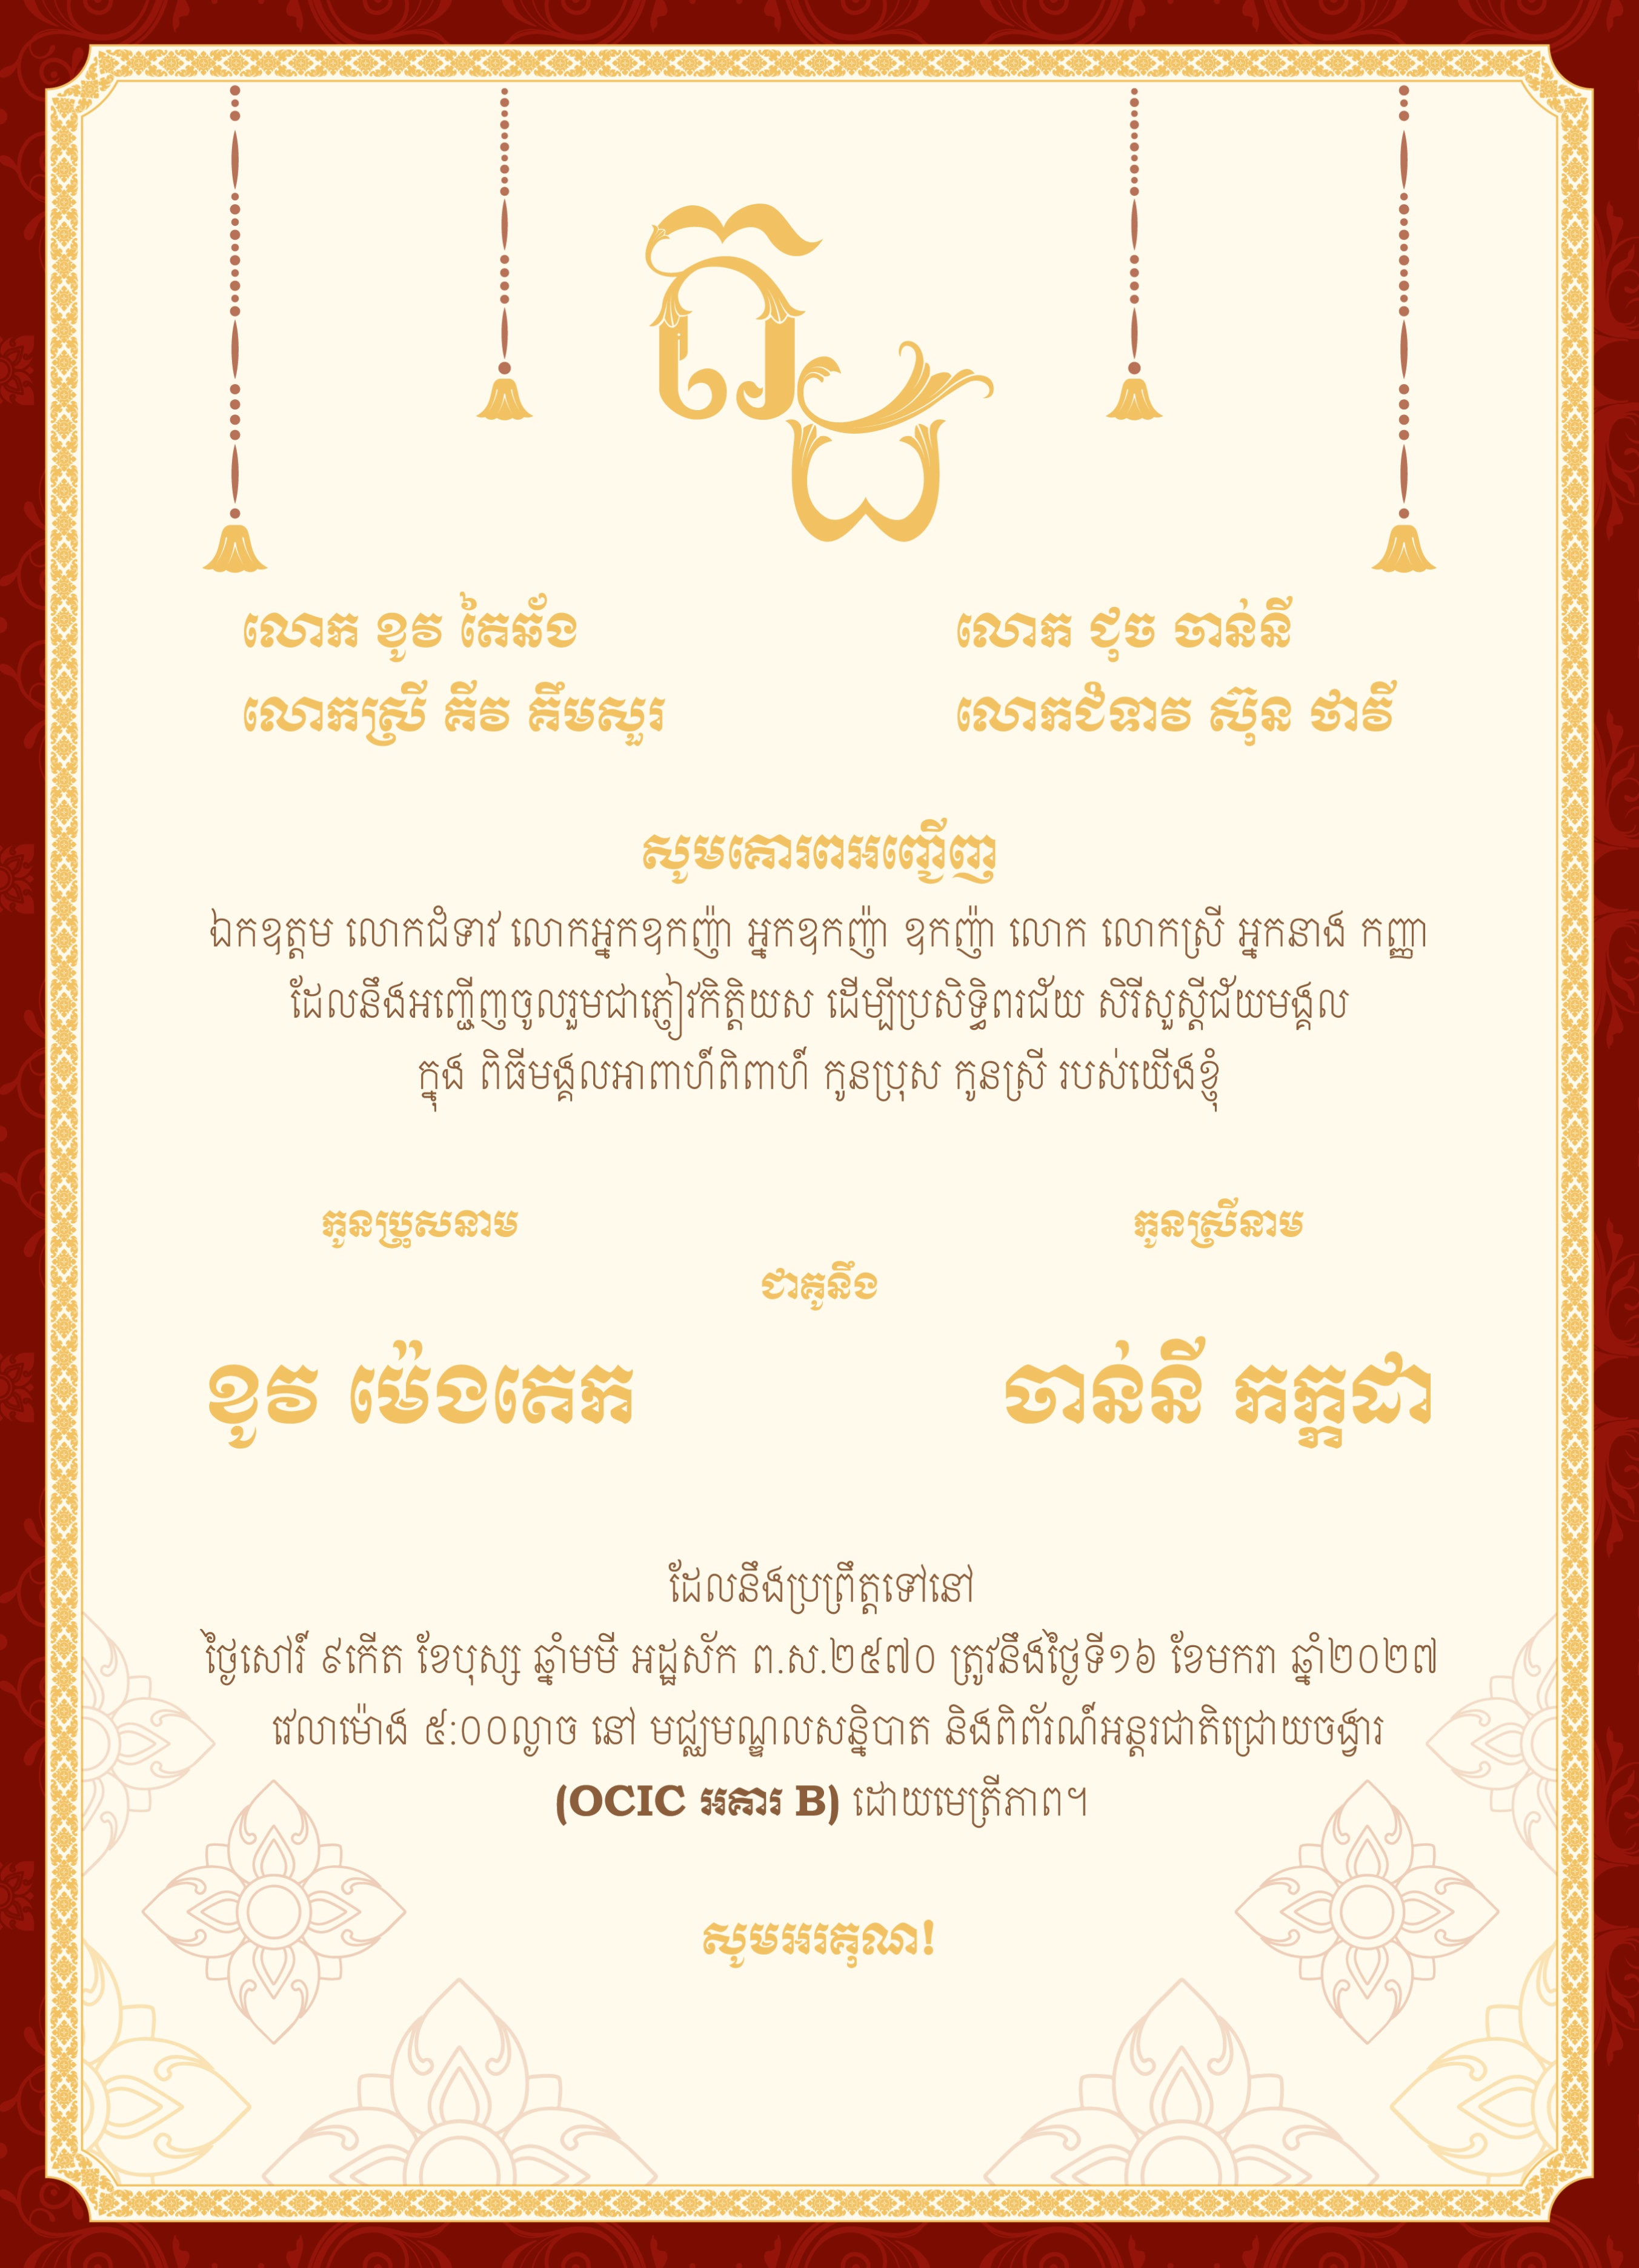 លោក ខូវ តៃឆ័ង
លោកស្រី គីវ គឹមសួរ
លោក ជុច ចាន់នី
លោកជំទាវ ស៊ុន ថាវី
សូមគោរពអញ្ជើញ
ឯកឧត្តម លោកជំទាវ លោកអ្នកឧកញ៉ា អ្នកឧកញ៉ា ឧកញ៉ា លោក លោកស្រី អ្នកនាង កញ្ញា
ដែលនឹងអញ្ជើញចូលរួមជាភ្ញៀវកិត្តិយស ដើម្បីប្រសិទ្ធិពរជ័យ សិរីសួស្តីជ័យមង្គល
ក្នុង ពិធីមង្គលអាពាហ៍ពិពាហ៍ កូនប្រុស កូនស្រី របស់យើងខ្ញុំ
កូនប្រុសនាម
កូនស្រីនាម
ជាគូនឹង
ខូវ ម៉េងតេក
ចាន់នី កក្កដា
ដែលនឹងប្រព្រឹត្តទៅនៅ
ថ្ងៃសៅរ៍ ៩កើត ខែបុស្ស ឆ្នាំមមី អដ្ឋស័ក ព.ស.២៥៧០ ត្រូវនឹងថ្ងៃទី១៦ ខែមករា ឆ្នាំ២០២៧
វេលាម៉ោង ៥:០០ល្ងាច នៅ មជ្ឈមណ្ឌលសន្និបាត និងពិព័រណ៍អន្តរជាតិជ្រោយចង្វារ
(OCIC អគារ B) ដោយមេត្រីភាព។
សូមអរគុណ!